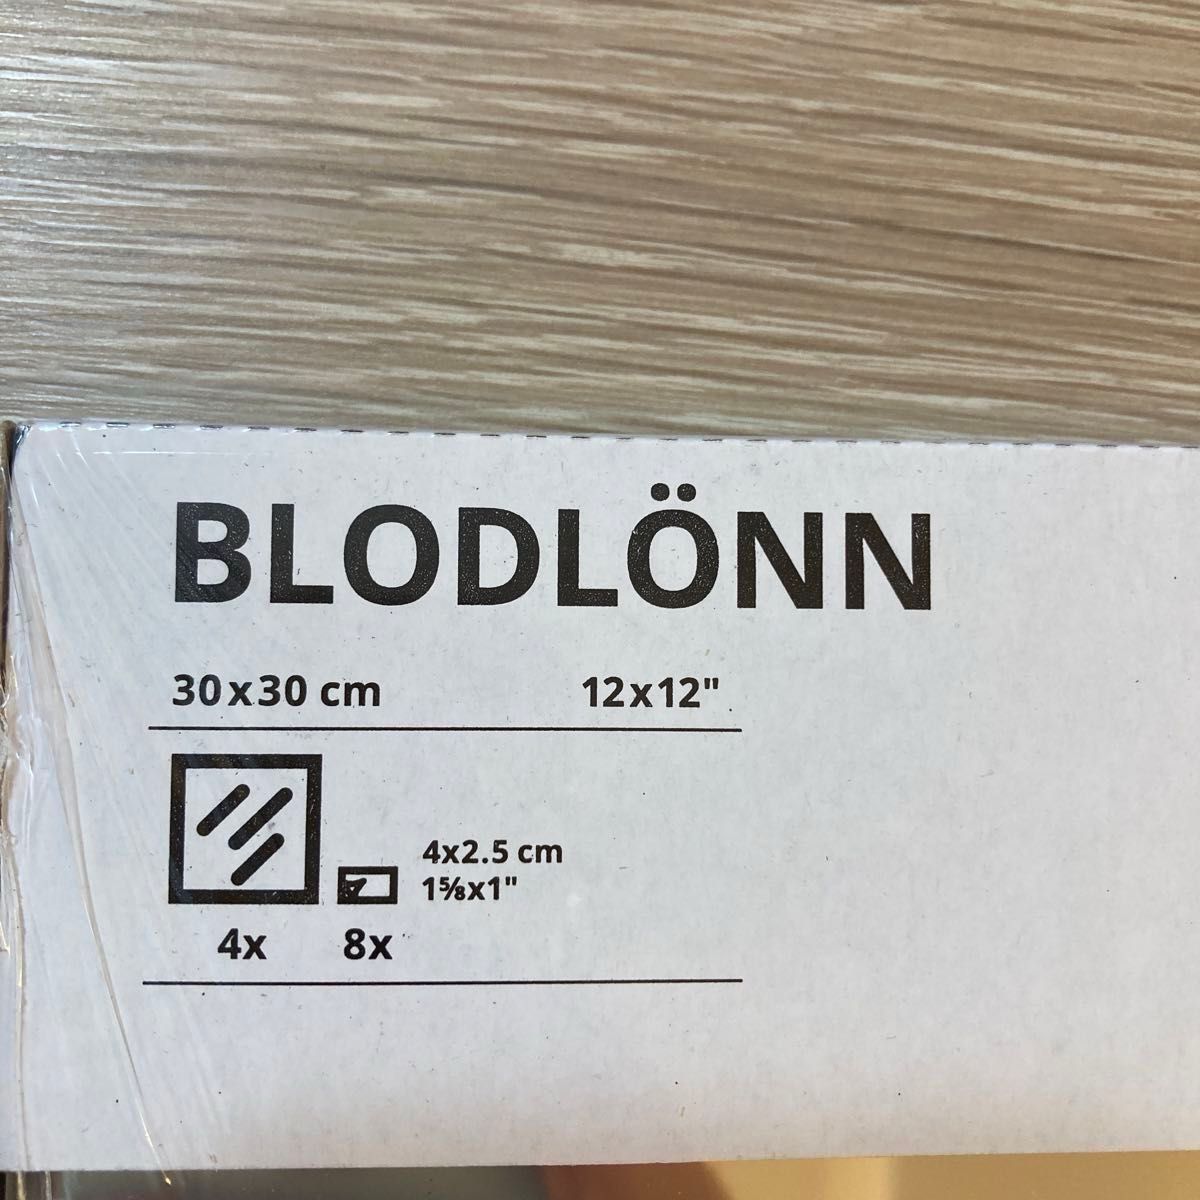 BLODLÖNN
30x30 cm 12x12"
4x2.5 cm
1⅝x1"
4x 8x